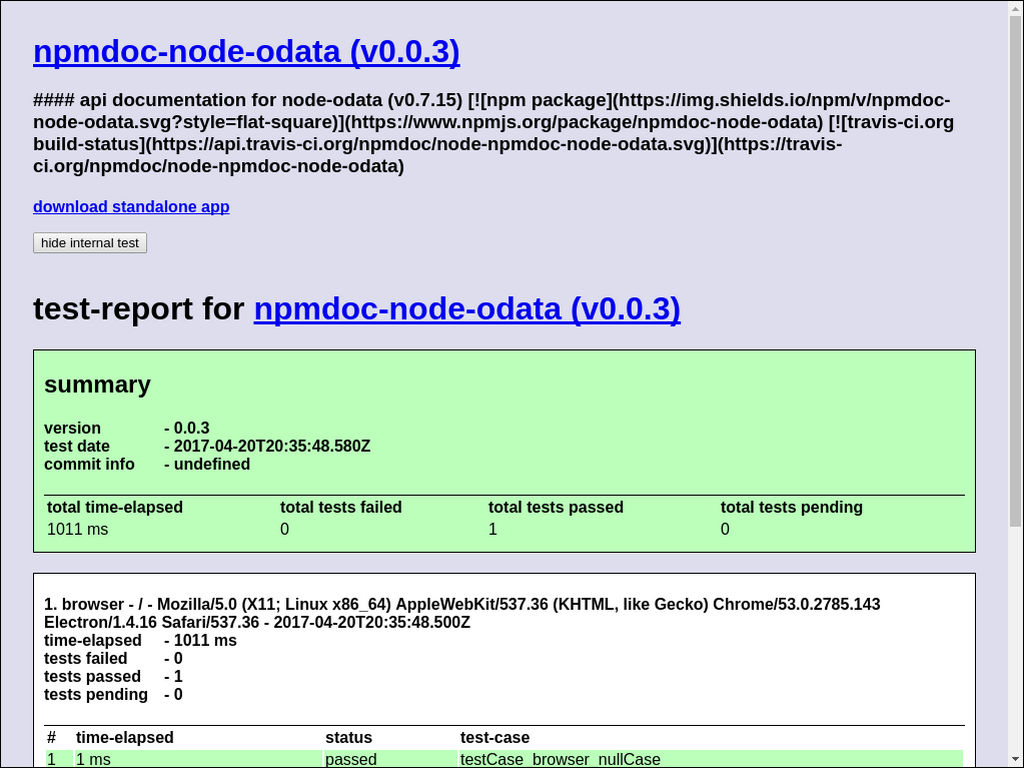 npmdoc-node-odata (v0.0.3)
#### api documentation for node-odata (v0.7.15) [![npm package](https://img.shields.io/npm/v/npmdoc-
node-odata.svg?style=flat-square)](https://www.npmjs.org/package/npmdoc-node-odata) [![travis-ci.org
build-status](https://api.travis-ci.org/npmdoc/node-npmdoc-node-odata.svg)](https://travis-
ci.org/npmdoc/node-npmdoc-node-odata)
download standalone app
hide internal test
test-report for npmdoc-node-odata (v0.0.3)
summary
version - 0.0.3
test date - 2017-04-20T20:35:48.580Z
commit info - undefined
total time-elapsed total tests failed total tests passed total tests pending
1011 ms 0 1 0
1. browser - / - Mozilla/5.0 (X11; Linux x86_64) AppleWebKit/537.36 (KHTML, like Gecko) Chrome/53.0.2785.143
Electron/1.4.16 Safari/537.36 - 2017-04-20T20:35:48.500Z
time-elapsed - 1011 ms
tests failed - 0
tests passed - 1
tests pending - 0
# time-elapsed status test-case
1 1 ms passed testCase_browser_nullCase